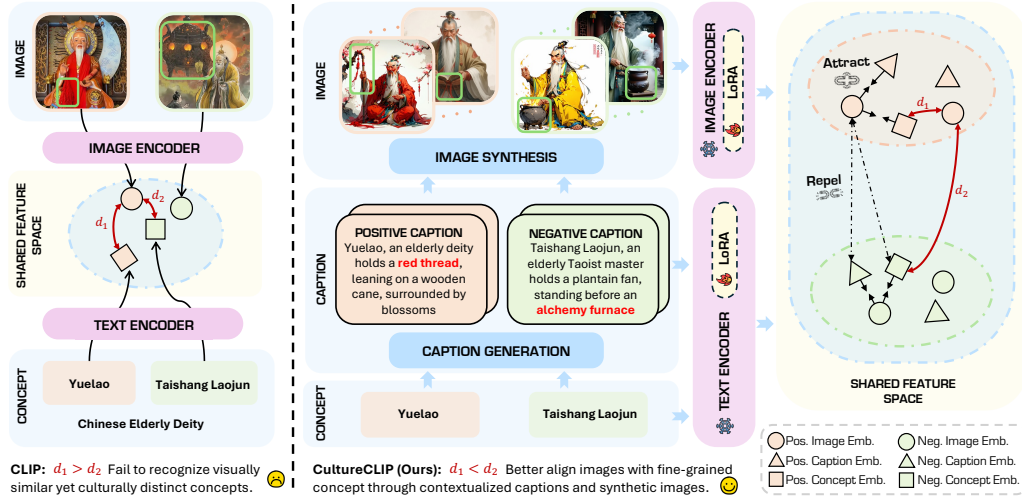 IMAGE
IMAGE ENCODER
SHARED FEATURE
SPACE
d₁
d₂
TEXT ENCODER
CONCEPT
Yuelao
Taishang Laojun
Chinese Elderly Deity
CLIP: d₁ > d₂ Fail to recognize visually
similar yet culturally distinct concepts.
IMAGE
IMAGE SYNTHESIS
CAPTION
POSITIVE CAPTION
Yuelao, an elderly deity
holds a red thread,
leaning on a wooden
cane, surrounded by
blossoms
NEGATIVE CAPTION
Taishang Laojun, an
elderly Taoist master
holds a plantain fan,
standing before an
alchemy furnace
CAPTION GENERATION
CONCEPT
Yuelao
Taishang Laojun
CultureCLIP (Ours): d₁ < d₂ Better align images with fine-grained
concept through contextualized captions and synthetic images.
IMAGE ENCODER
LoRA
TEXT ENCODER
LoRA
Attract
d₁
Repel
d₂
SHARED FEATURE
SPACE
Pos. Image Emb.
Neg. Image Emb.
Pos. Caption Emb.
Neg. Caption Emb.
Pos. Concept Emb.
Neg. Concept Emb.